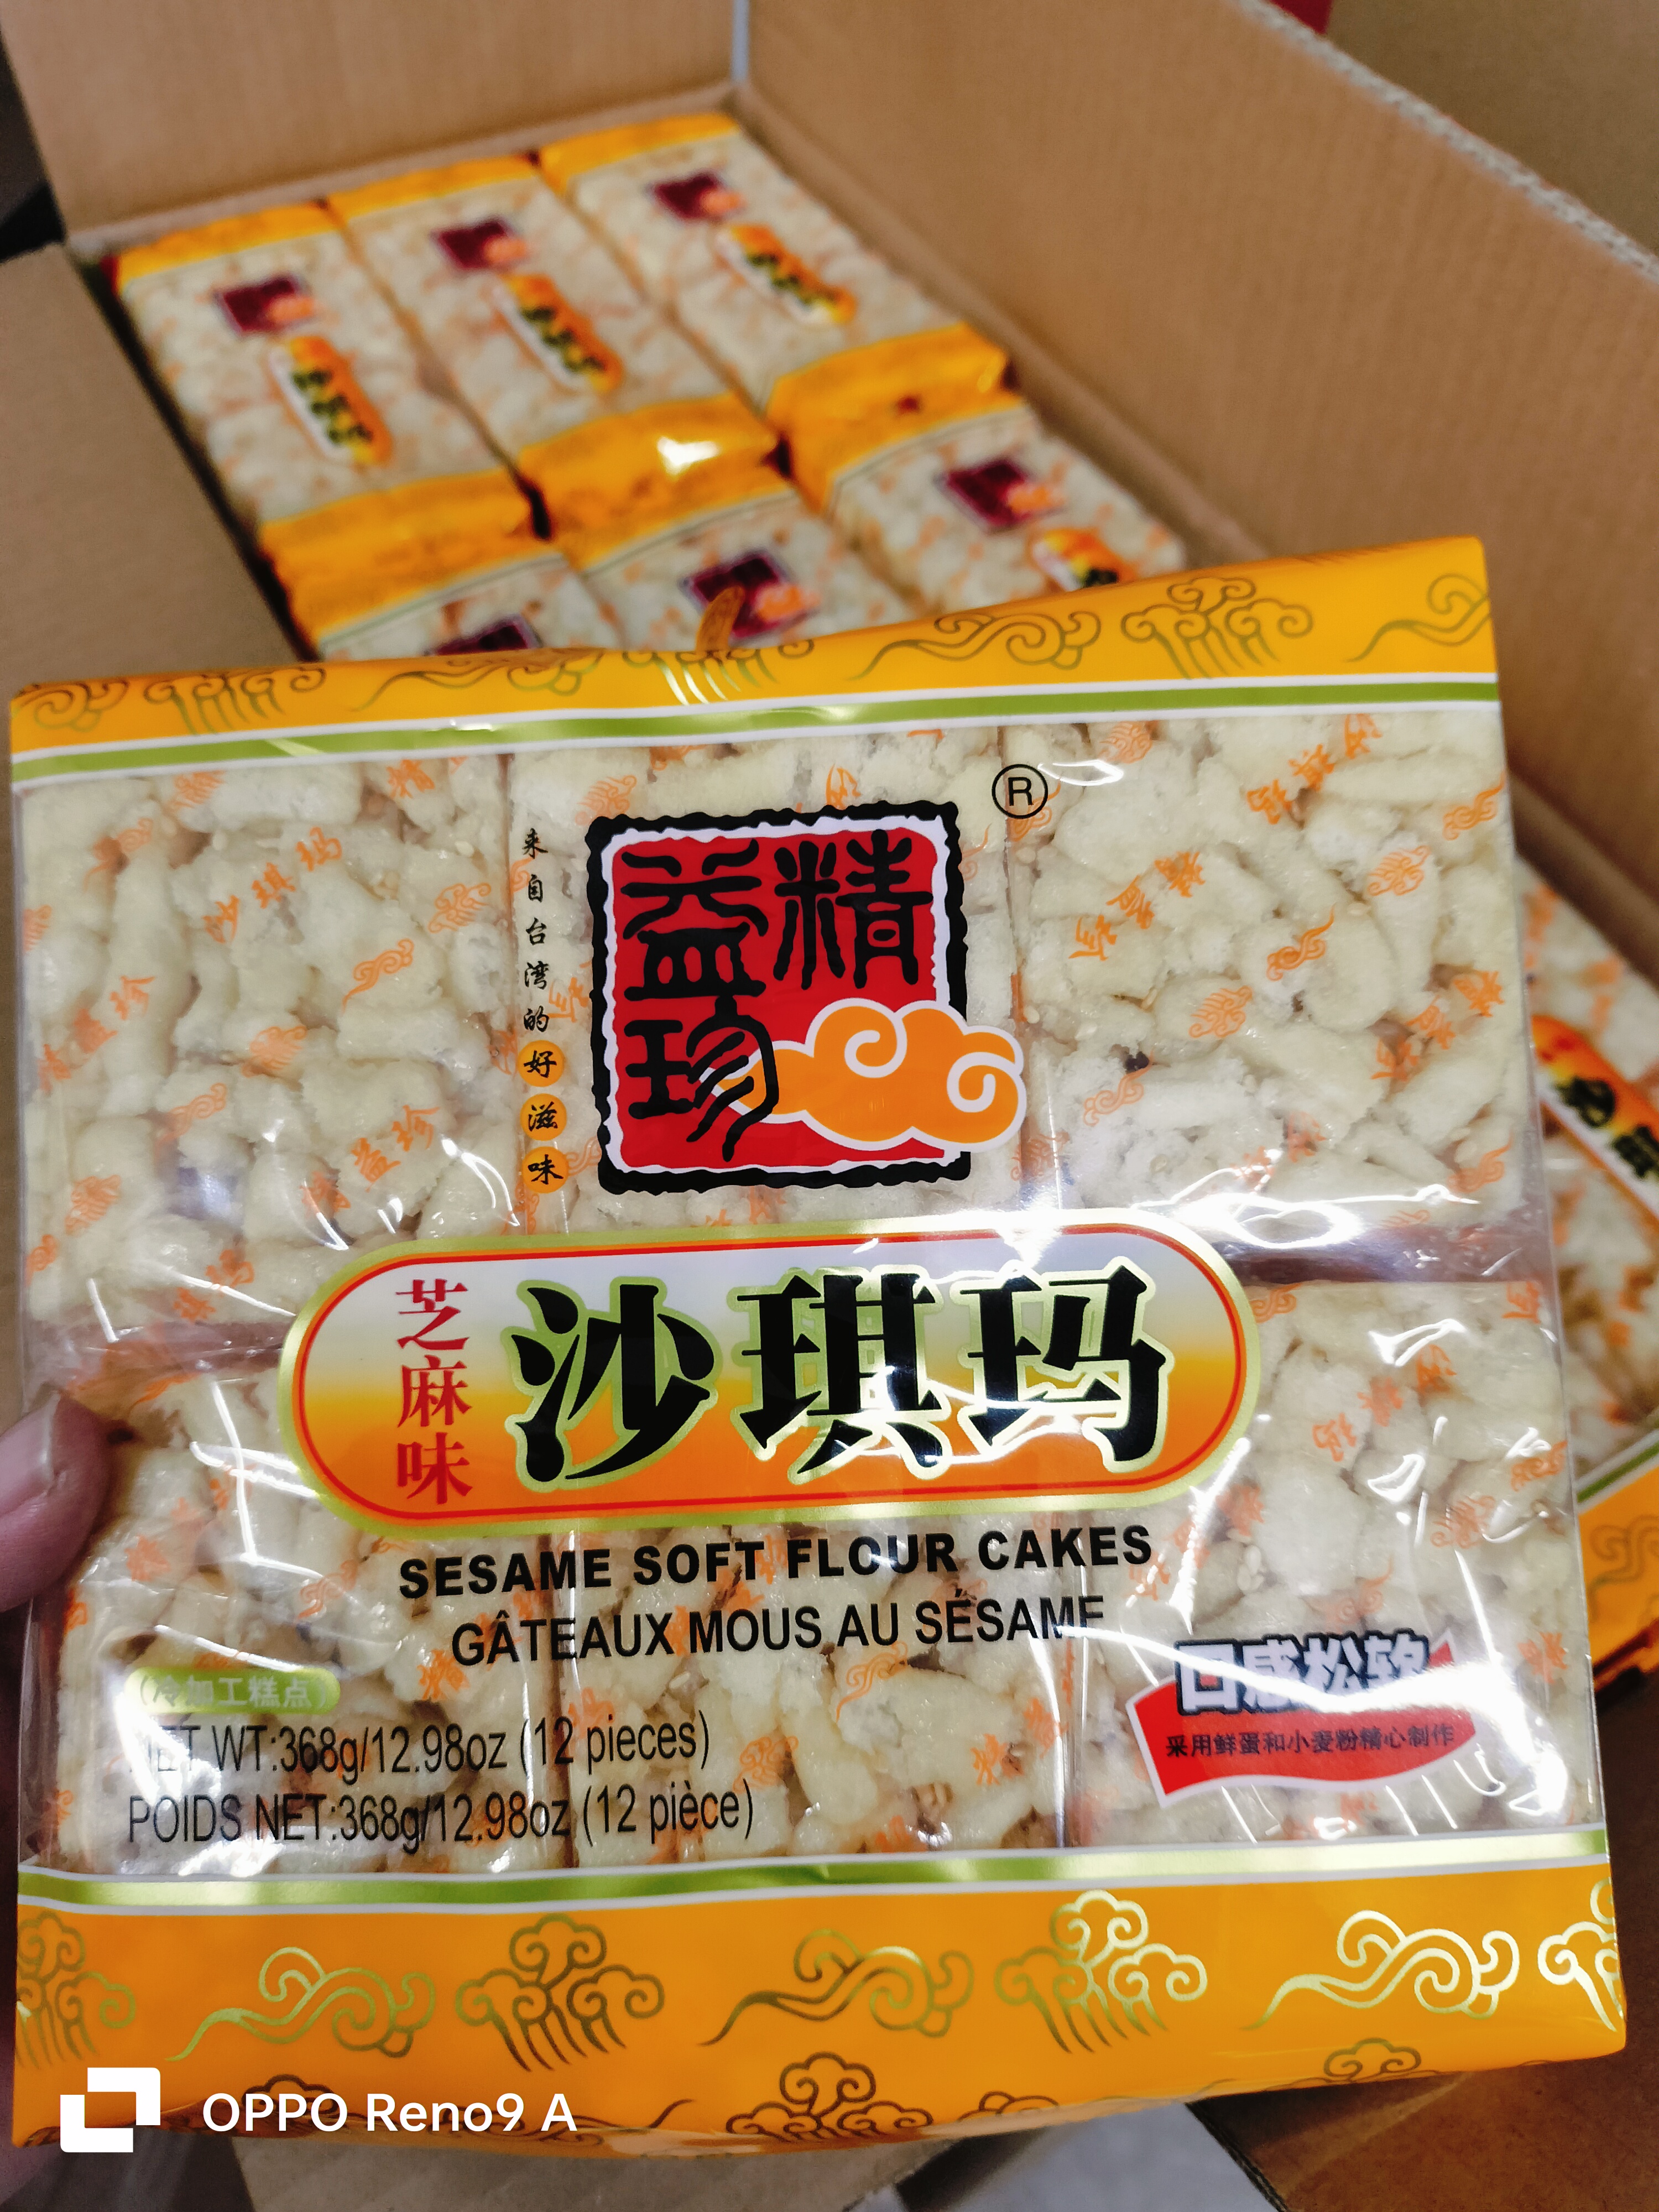 ®
精益珍
来自台湾的好滋味
芝麻味
沙琪玛
SESAME SOFT FLOUR CAKES
GÂTEAUX MOUS AU SÉSAME
(冷加工糕点)
NET WT:368g/12.98oz (12 pieces)
POIDS NET:368g/12.98oz (12 pièce)
口感松软
采用鲜蛋和小麦粉精心制作
OPPO Reno9 A